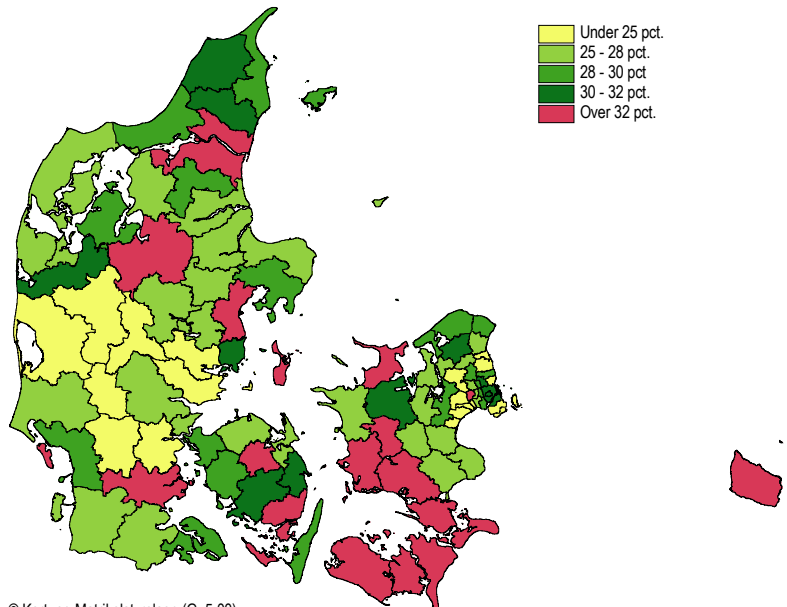 Under 25 pct.
25 - 28 pct.
28 - 30 pct
30 - 32 pct.
Over 32 pct.